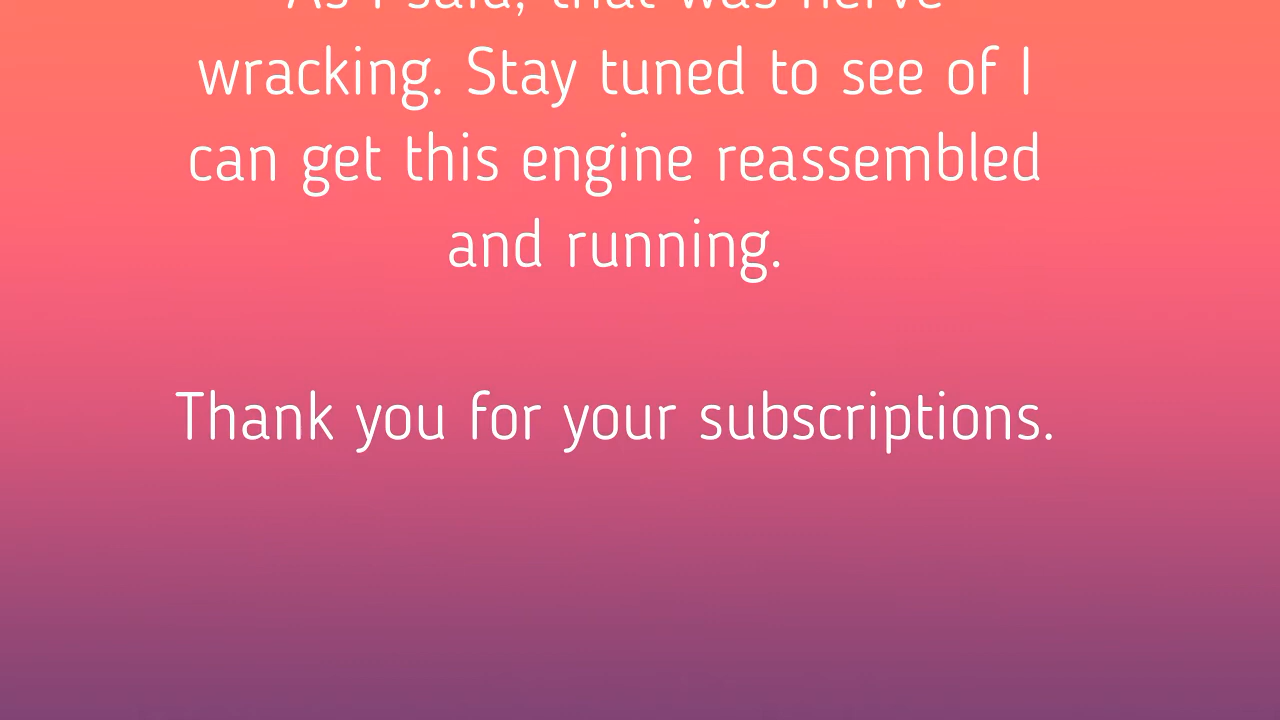 As I said, that was nerve
wracking. Stay tuned to see of I
can get this engine reassembled
and running.
Thank you for your subscriptions.